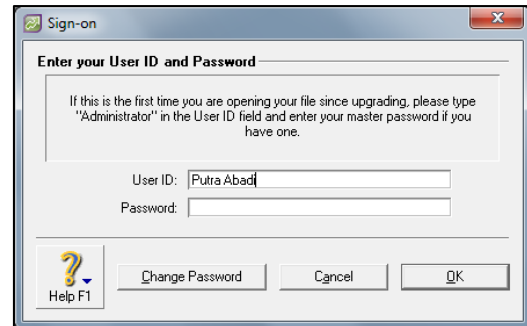 Sign-on
Enter your User ID and Password
If this is the first time you are opening your file since upgrading, please type
"Administrator" in the User ID field and enter your master password if you
have one.
User ID: Putra Abadi
Password:
Help F1
Change Password
Cancel
OK